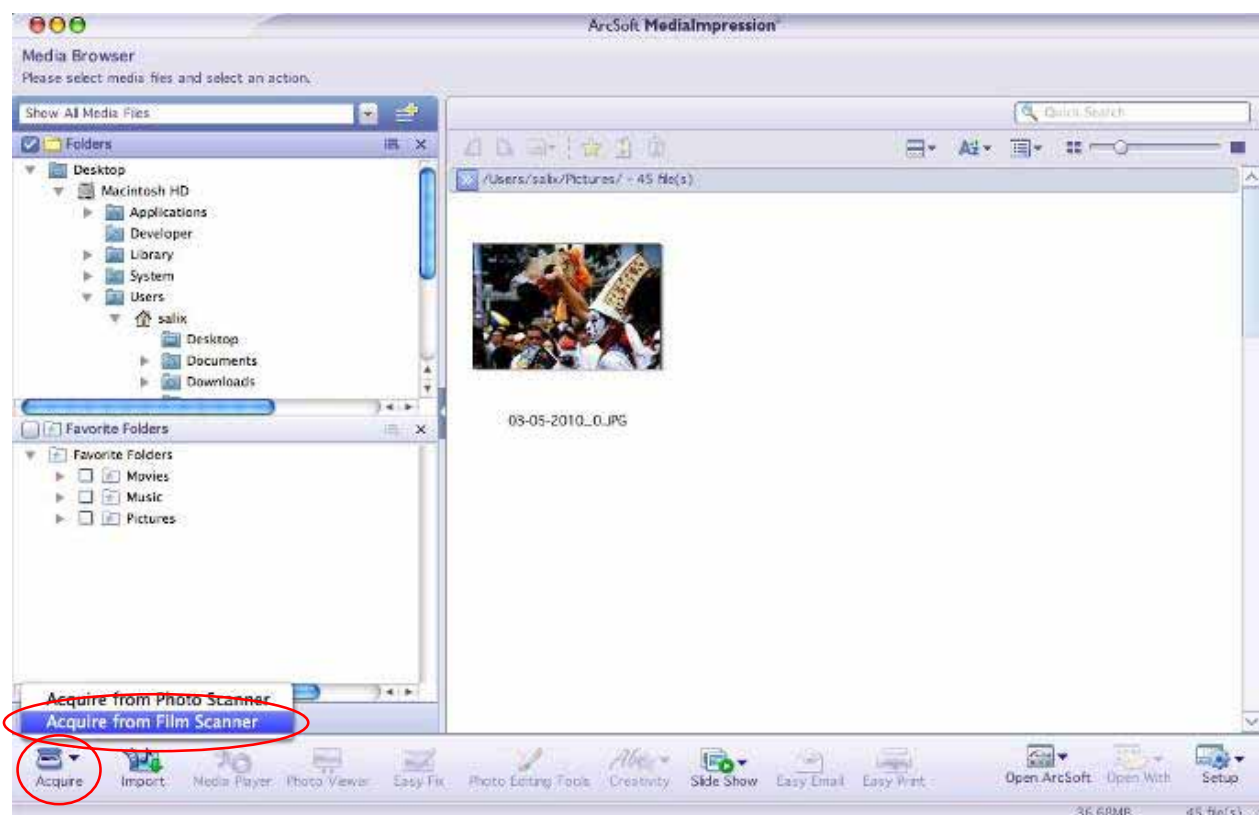 ArcSoft MediaImpression
Media Browser
Please select media files and select an action.
Show All Media Files
Quick Search
Folders
Desktop
Macintosh HD
Applications
Developer
Library
System
Users
salix
Desktop
Documents
Downloads
/Users/salix/Pictures/ - 45 file(s)
03-05-2010_0.JPG
Favorite Folders
Favorite Folders
Movies
Music
Pictures
Acquire from Photo Scanner
Acquire from Film Scanner
Acquire Import Media Player Photo Viewer Easy Fix Photo Editing Tools Creativity Slide Show Easy Email Easy Print Open ArcSoft Open With Setup
36.68MB 45 file(s)